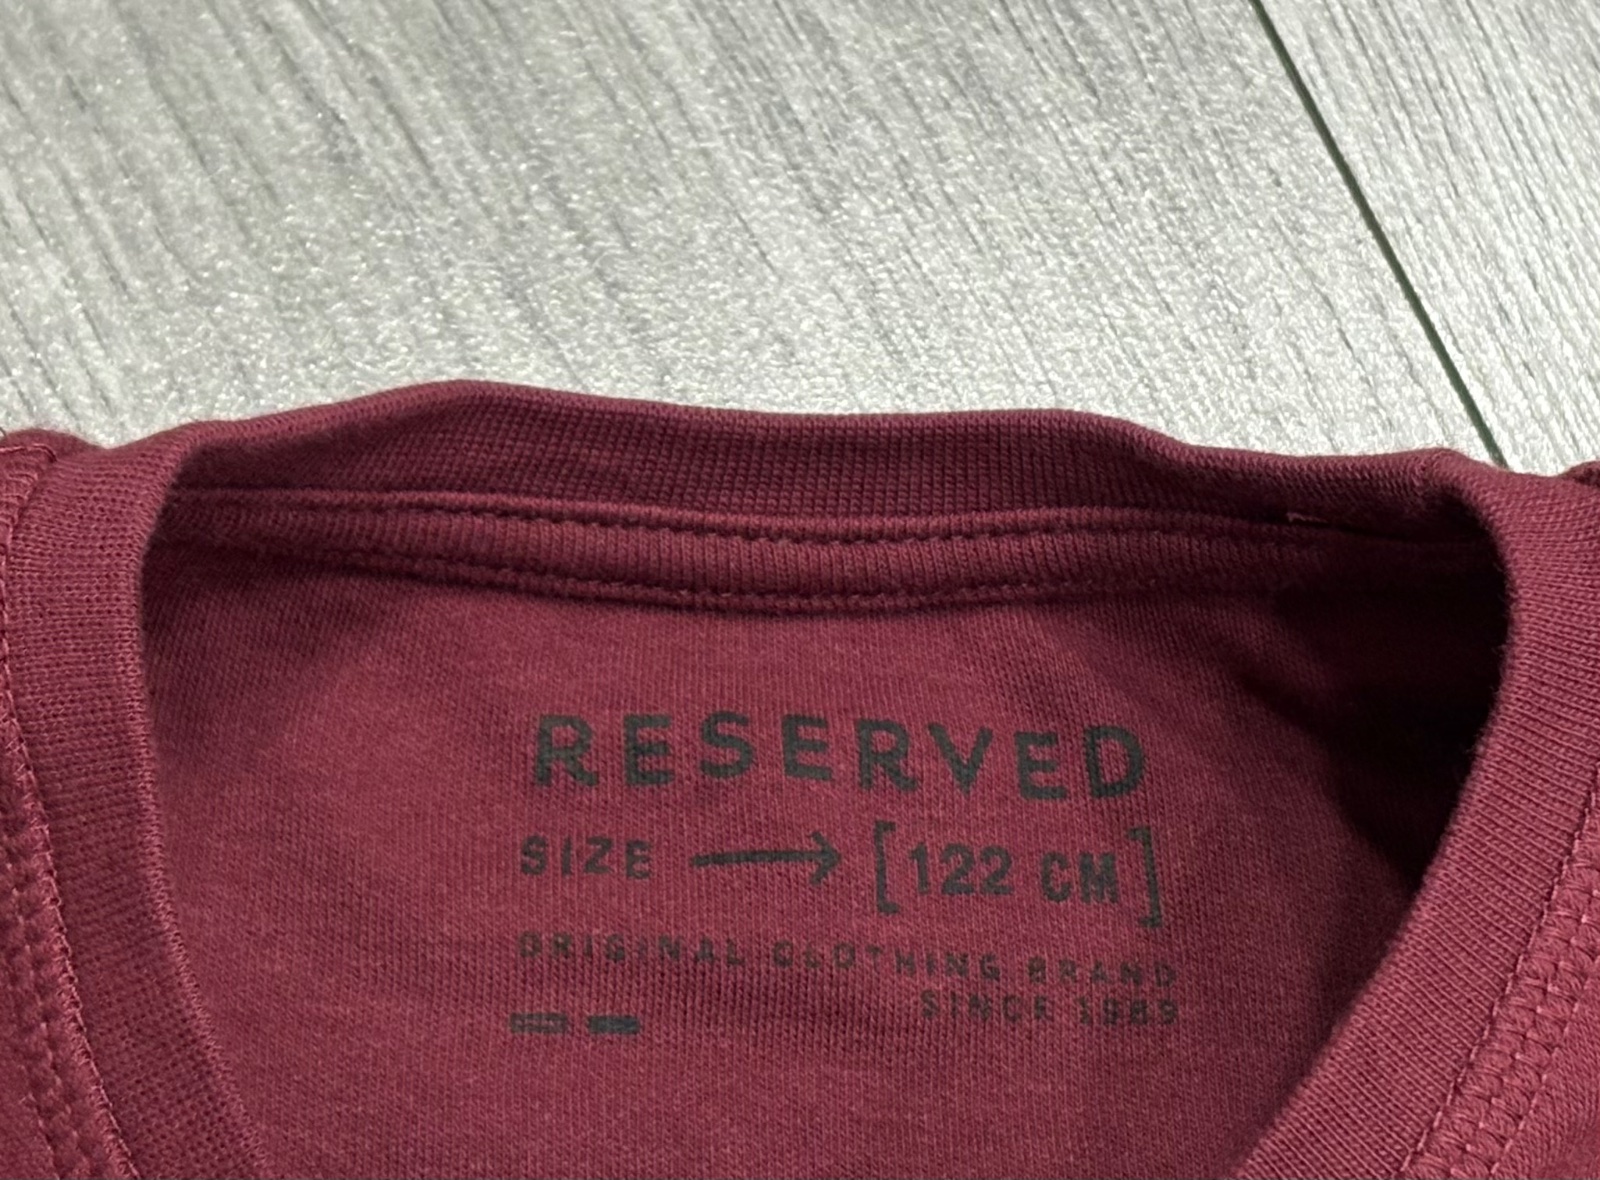 RESERVED
SIZE → [122 CM]
ORIGINAL CLOTHING BRAND
SINCE 1989